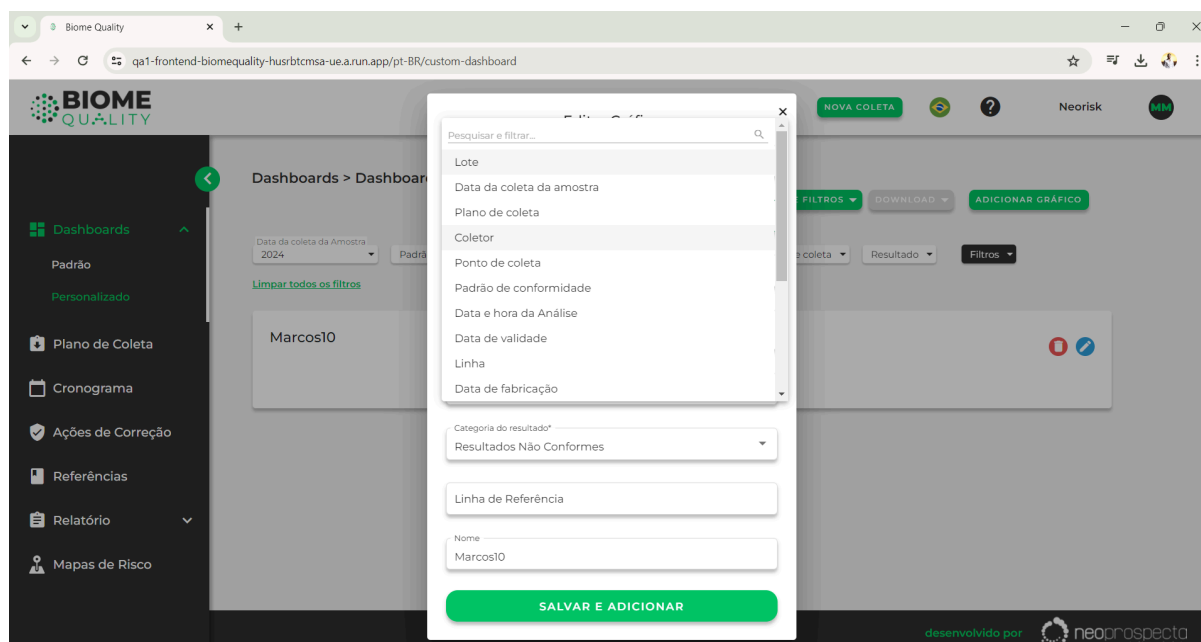 Biome Quality
qa1-frontend-biomequality-husrbtcmsa-ue.a.run.app/pt-BR/custom-dashboard
BIOME
QUALITY
NOVA COLETA
Neorisk
MM
Dashboards
Padrão
Personalizado
Plano de Coleta
Cronograma
Ações de Correção
Referências
Relatório
Mapas de Risco
Dashboards > Dashboar
FILTROS
DOWNLOAD
ADICIONAR GRÁFICO
Data da coleta da Amostra
2024
Padrã
e coleta
Resultado
Filtros
Limpar todos os filtros
Marcos10
Pesquisar e filtrar...
Lote
Data da coleta da amostra
Plano de coleta
Coletor
Ponto de coleta
Padrão de conformidade
Data e hora da Análise
Data de validade
Linha
Data de fabricação
Categoria do resultado*
Resultados Não Conformes
Linha de Referência
Nome
Marcos10
SALVAR E ADICIONAR
desenvolvido por
neoprospecta